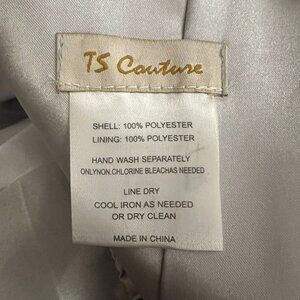 TS Couture
SHELL: 100% POLYESTER
LINING: 100% POLYESTER
HAND WASH SEPARATELY
ONLYNON.CHLORINE BLEACHAS NEEDED
LINE DRY
COOL IRON AS NEEDED
OR DRY CLEAN
MADE IN CHINA